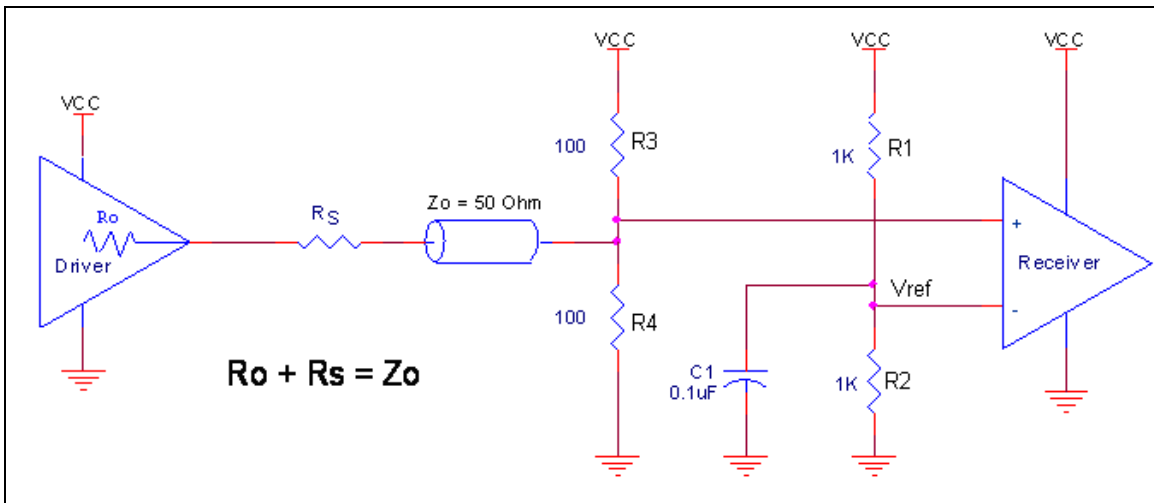 VCC
VCC
VCC
VCC
R3
100
R1
1K
Zo = 50 Ohm
RS
Ro
Driver
+
Receiver
Vref
-
100
R4
C1
0.1uF
1K
R2
Ro + Rs = Zo